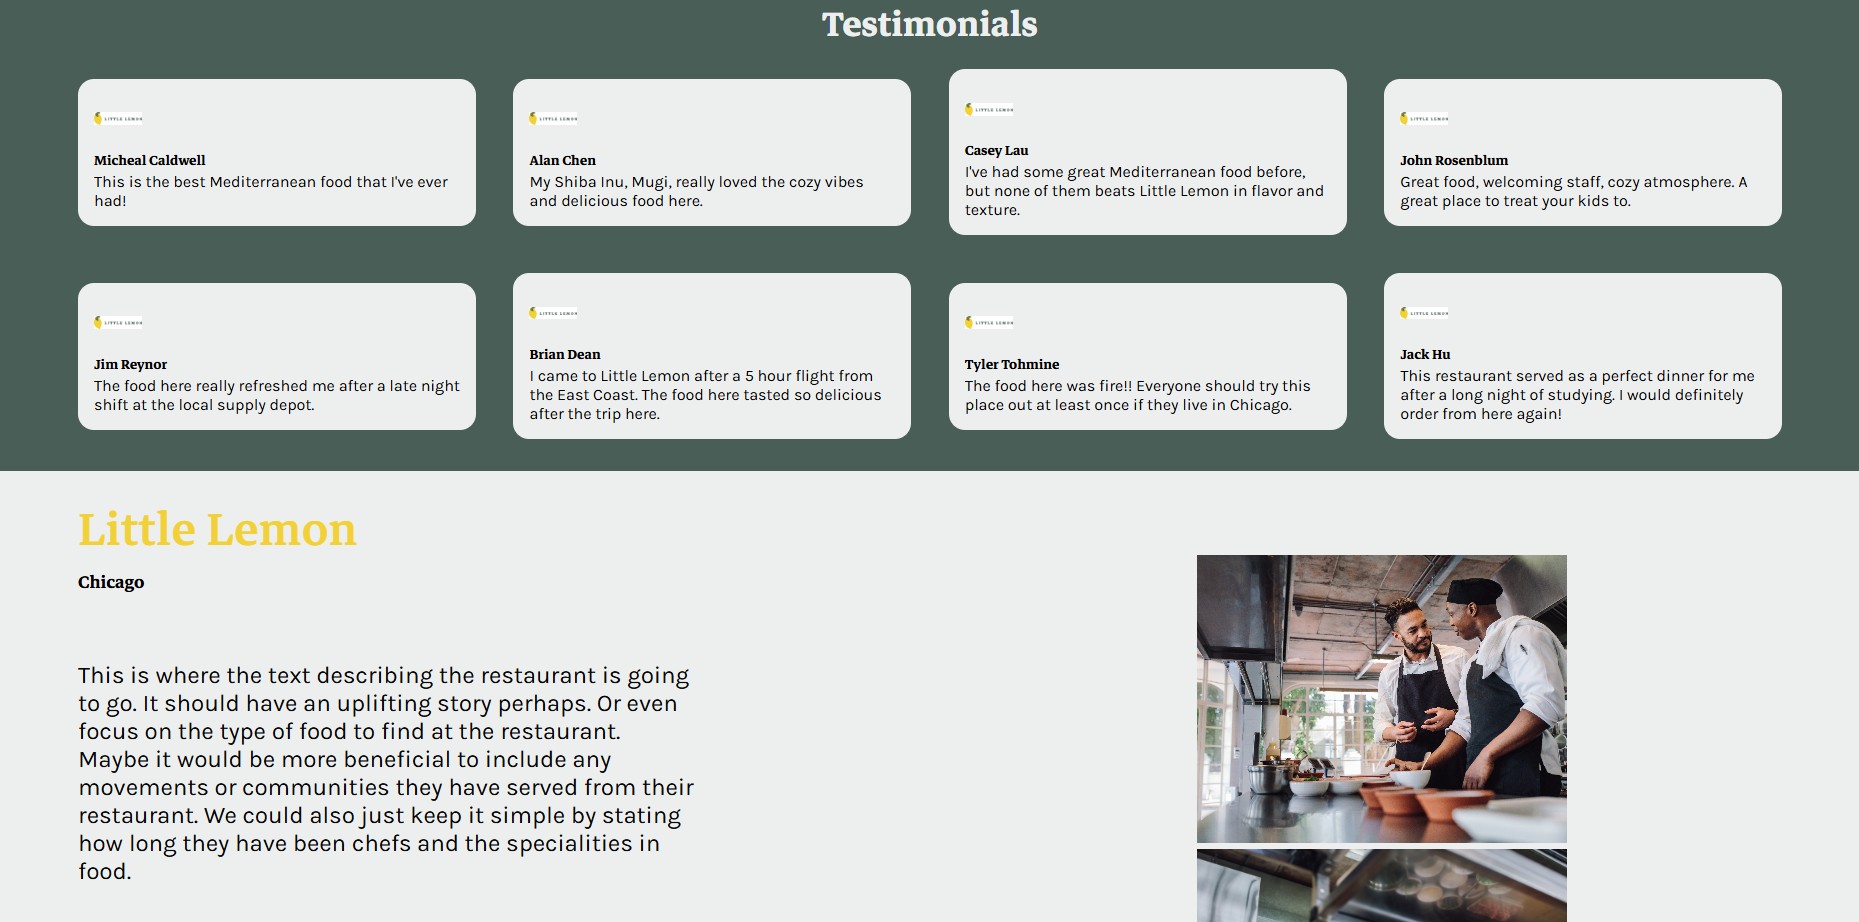 Testimonials
LITTLE LEMON
Micheal Caldwell
This is the best Mediterranean food that I've ever
had!
LITTLE LEMON
Alan Chen
My Shiba Inu, Mugi, really loved the cozy vibes
and delicious food here.
LITTLE LEMON
Casey Lau
I've had some great Mediterranean food before,
but none of them beats Little Lemon in flavor and
texture.
LITTLE LEMON
John Rosenblum
Great food, welcoming staff, cozy atmosphere. A
great place to treat your kids to.
LITTLE LEMON
Jim Reynor
The food here really refreshed me after a late night
shift at the local supply depot.
LITTLE LEMON
Brian Dean
I came to Little Lemon after a 5 hour flight from
the East Coast. The food here tasted so delicious
after the trip here.
LITTLE LEMON
Tyler Tohmine
The food here was fire!! Everyone should try this
place out at least once if they live in Chicago.
LITTLE LEMON
Jack Hu
This restaurant served as a perfect dinner for me
after a long night of studying. I would definitely
order from here again!
Little Lemon
Chicago
This is where the text describing the restaurant is going
to go. It should have an uplifting story perhaps. Or even
focus on the type of food to find at the restaurant.
Maybe it would be more beneficial to include any
movements or communities they have served from their
restaurant. We could also just keep it simple by stating
how long they have been chefs and the specialities in
food.